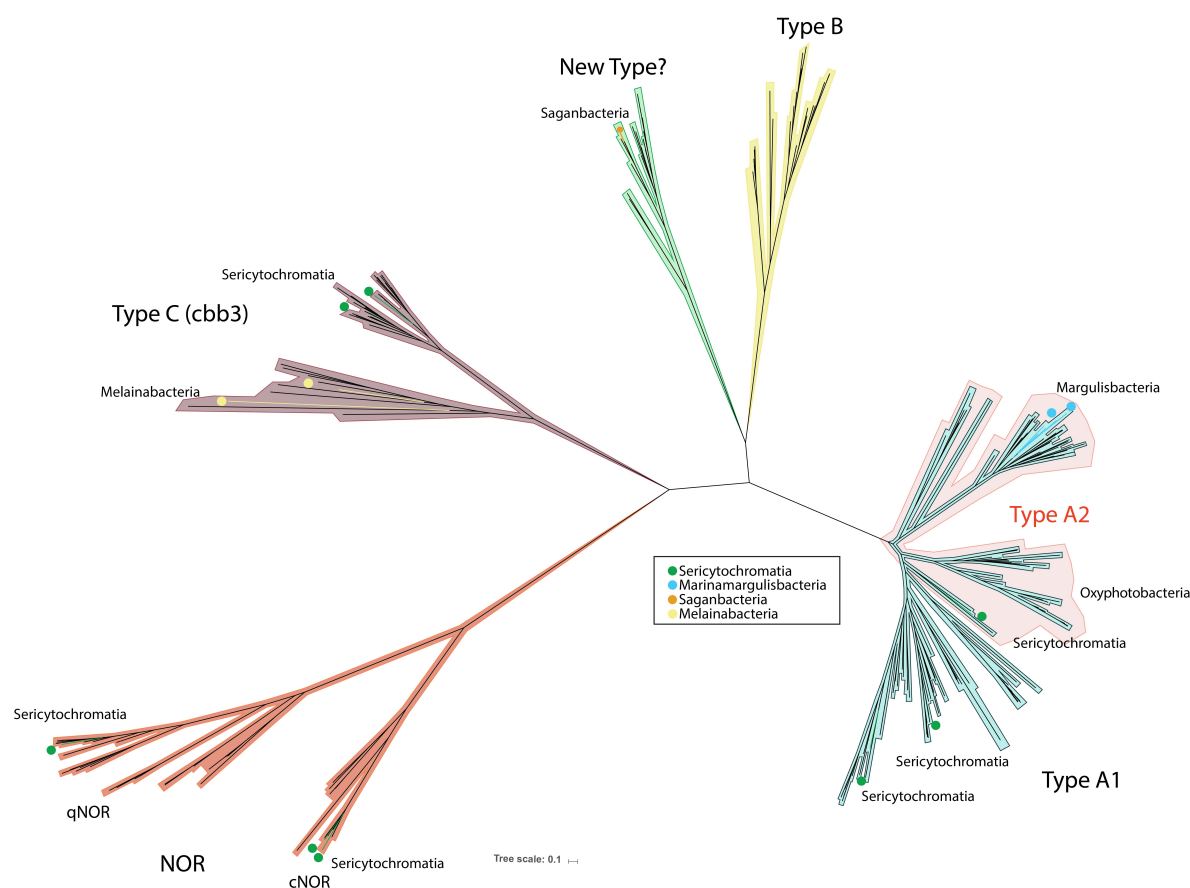 Type B
New Type?
Saganbacteria
Sericytochromatia
Type C (cbb3)
Melainabacteria
Margulisbacteria
Type A2
Sericytochromatia
Marinamargulisbacteria
Saganbacteria
Melainabacteria
Oxyphotobacteria
Sericytochromatia
Sericytochromatia
qNOR
Sericytochromatia
Type A1
Sericytochromatia
NOR
Sericytochromatia
cNOR
Tree scale: 0.1